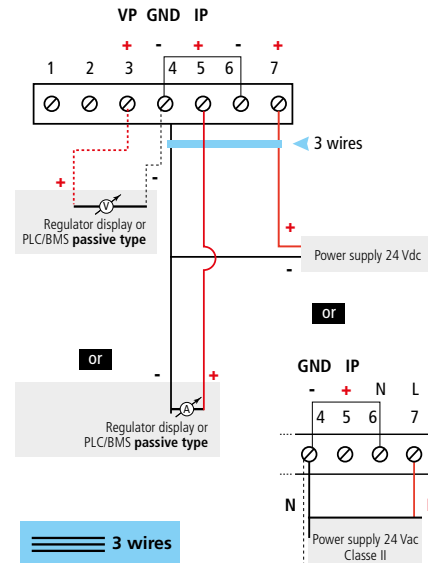 VP GND IP
+ - + - +
1 2 3 4 5 6 7
3 wires
+
-
V
Regulator display or
PLC/BMS passive type
+
Power supply 24 Vdc
-
or
or
- +
A
Regulator display or
PLC/BMS passive type
GND IP
- + N L
4 5 6 7
N
Power supply 24 Vac
Classe II
3 wires